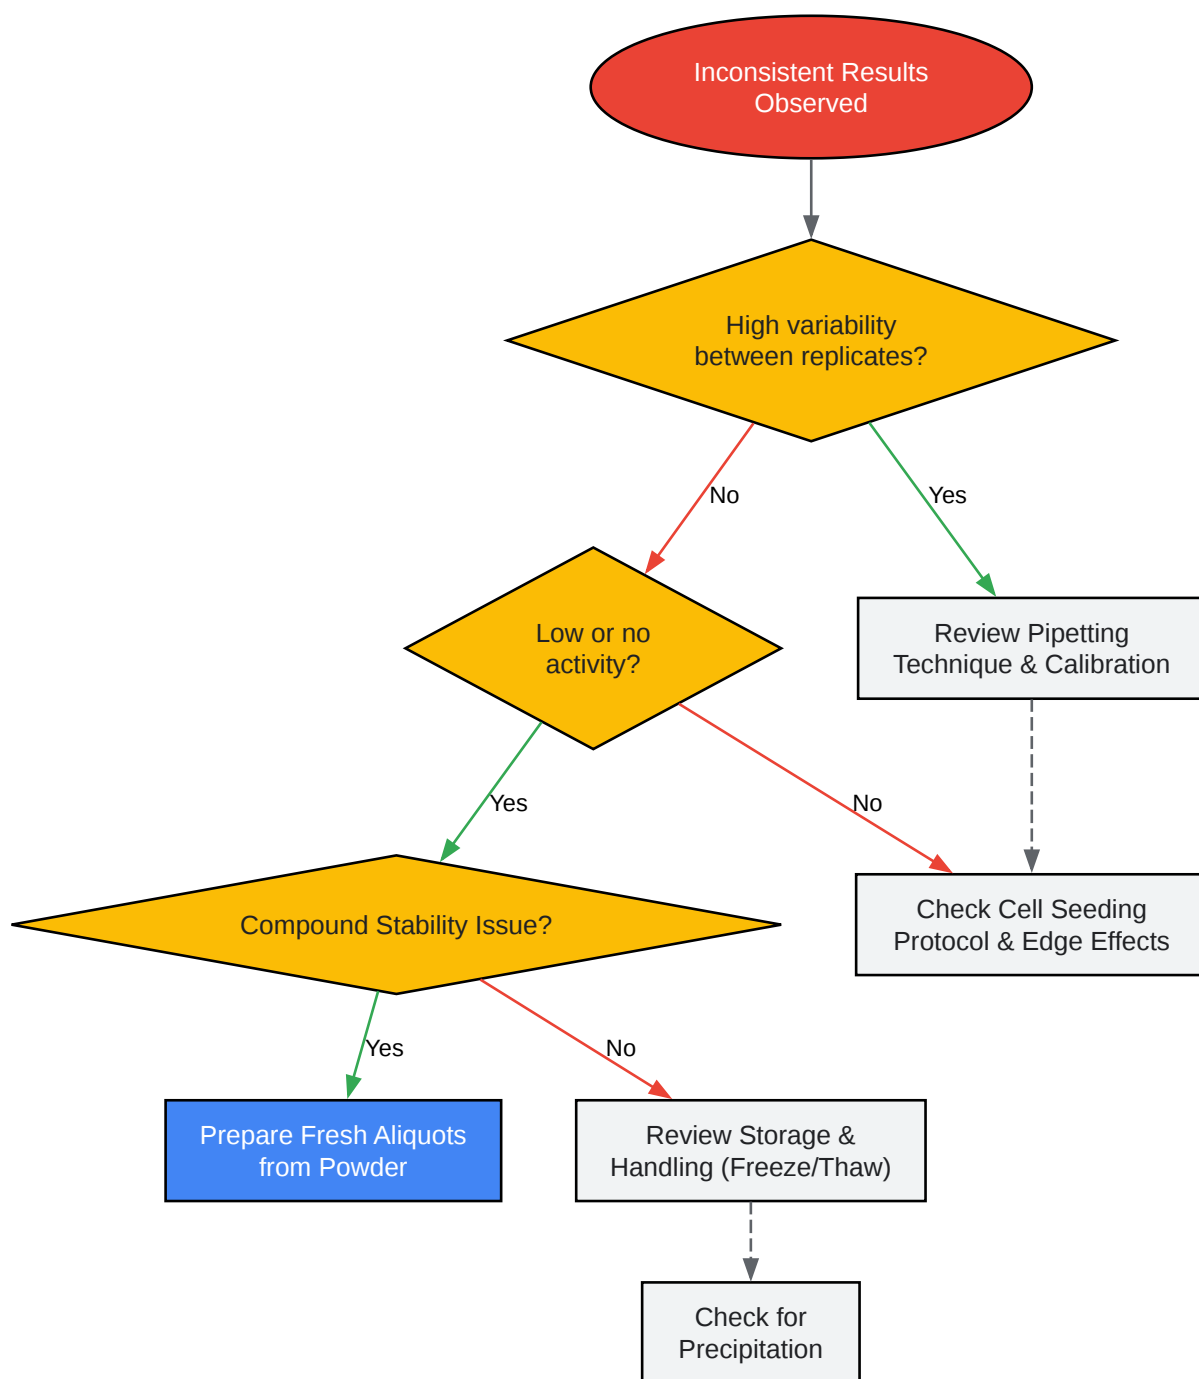 Inconsistent Results
Observed
High variability
between replicates?
No
Yes
Low or no
activity?
Review Pipetting
Technique & Calibration
Yes
No
Compound Stability Issue?
Check Cell Seeding
Protocol & Edge Effects
Yes
No
Prepare Fresh Aliquots
from Powder
Review Storage &
Handling (Freeze/Thaw)
Check for
Precipitation